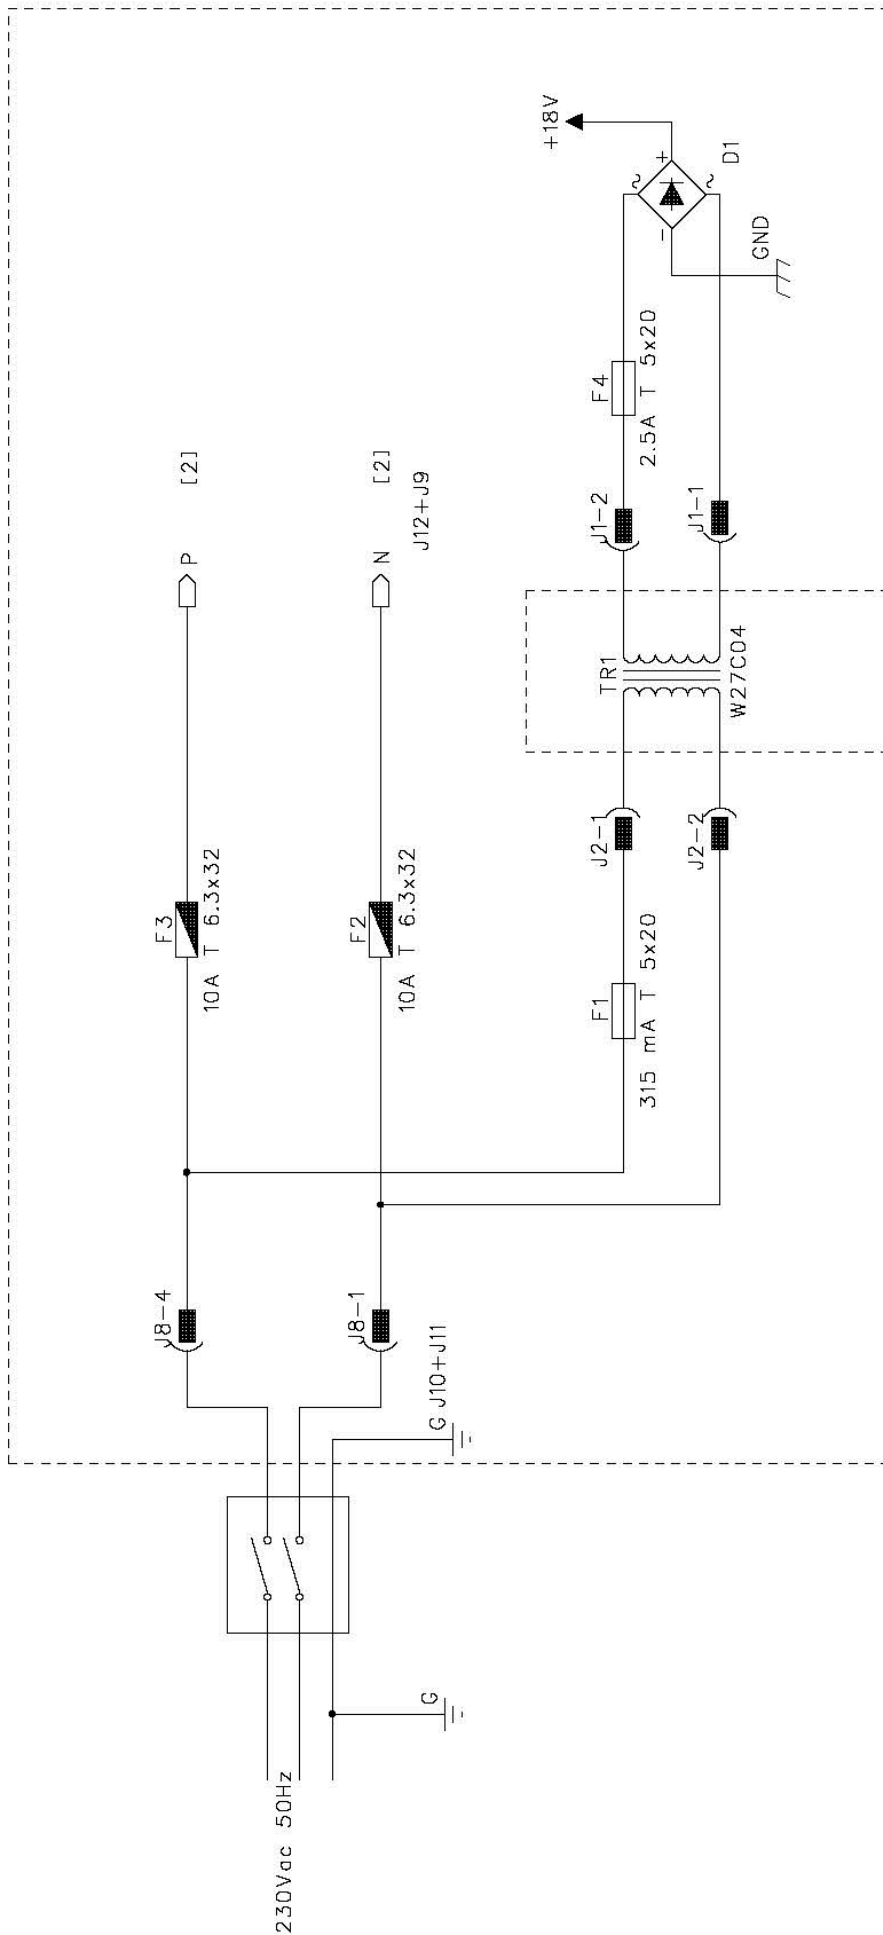 230Vac 50Hz
G
G J10+J11
J8-4
J8-1
F3
10A T 6.3x32
F2
10A T 6.3x32
P [2]
N [2]
J12+J9
F1
315 mA T 5x20
J2-1
J2-2
TR1
W27C04
J1-2
J1-1
F4
2.5A T 5x20
+18V
+
~
~
-
D1
GND